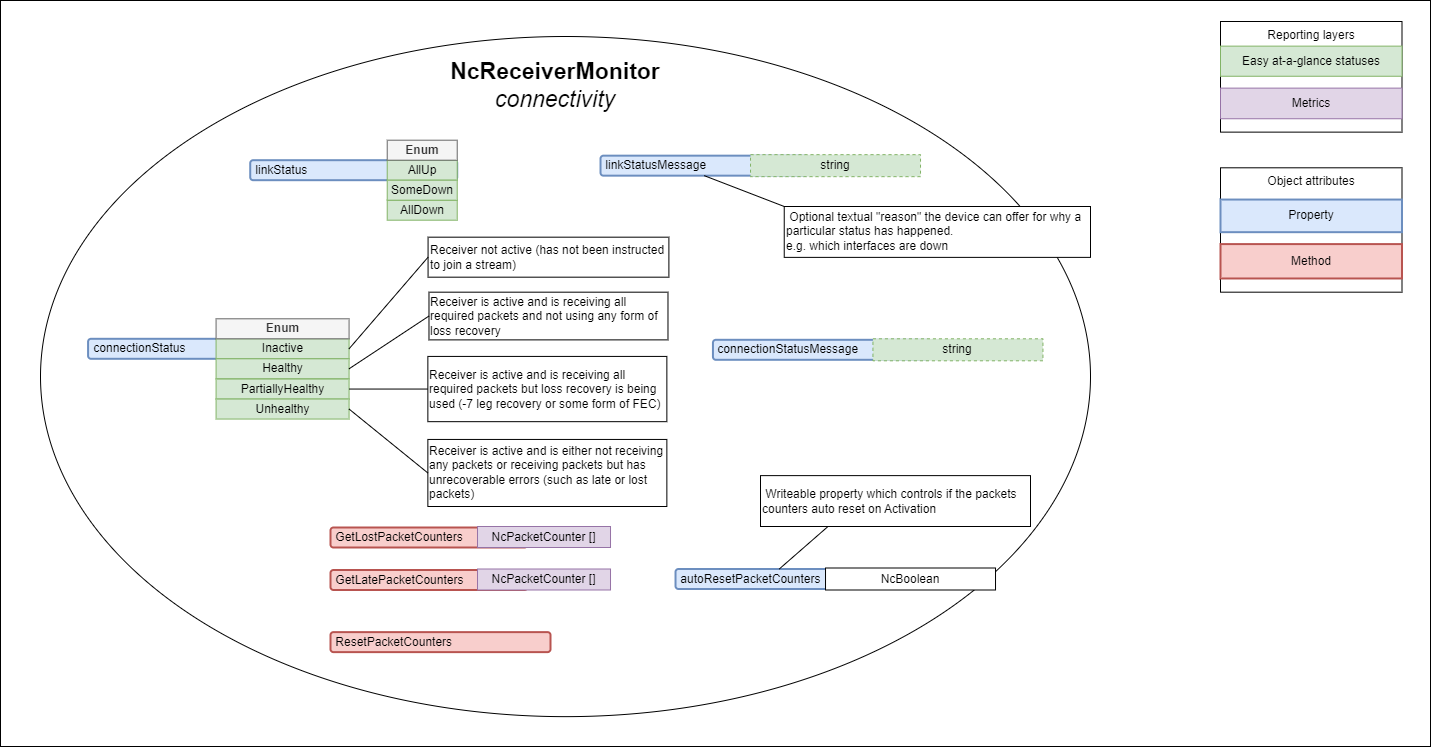 NcReceiverMonitor
connectivity
Reporting layers
Easy at-a-glance statuses
Metrics
Object attributes
Property
Method
linkStatus
Enum
AllUp
SomeDown
AllDown
linkStatusMessage
string
Optional textual "reason" the device can offer for why a
particular status has happened.
e.g. which interfaces are down
connectionStatus
Enum
Inactive
Healthy
PartiallyHealthy
Unhealthy
Receiver not active (has not been instructed
to join a stream)
Receiver is active and is receiving all
required packets and not using any form of
loss recovery
Receiver is active and is receiving all
required packets but loss recovery is being
used (-7 leg recovery or some form of FEC)
Receiver is active and is either not receiving
any packets or receiving packets but has
unrecoverable errors (such as late or lost
packets)
connectionStatusMessage
string
Writeable property which controls if the packets
counters auto reset on Activation
autoResetPacketCounters
NcBoolean
GetLostPacketCounters
NcPacketCounter []
GetLatePacketCounters
NcPacketCounter []
ResetPacketCounters